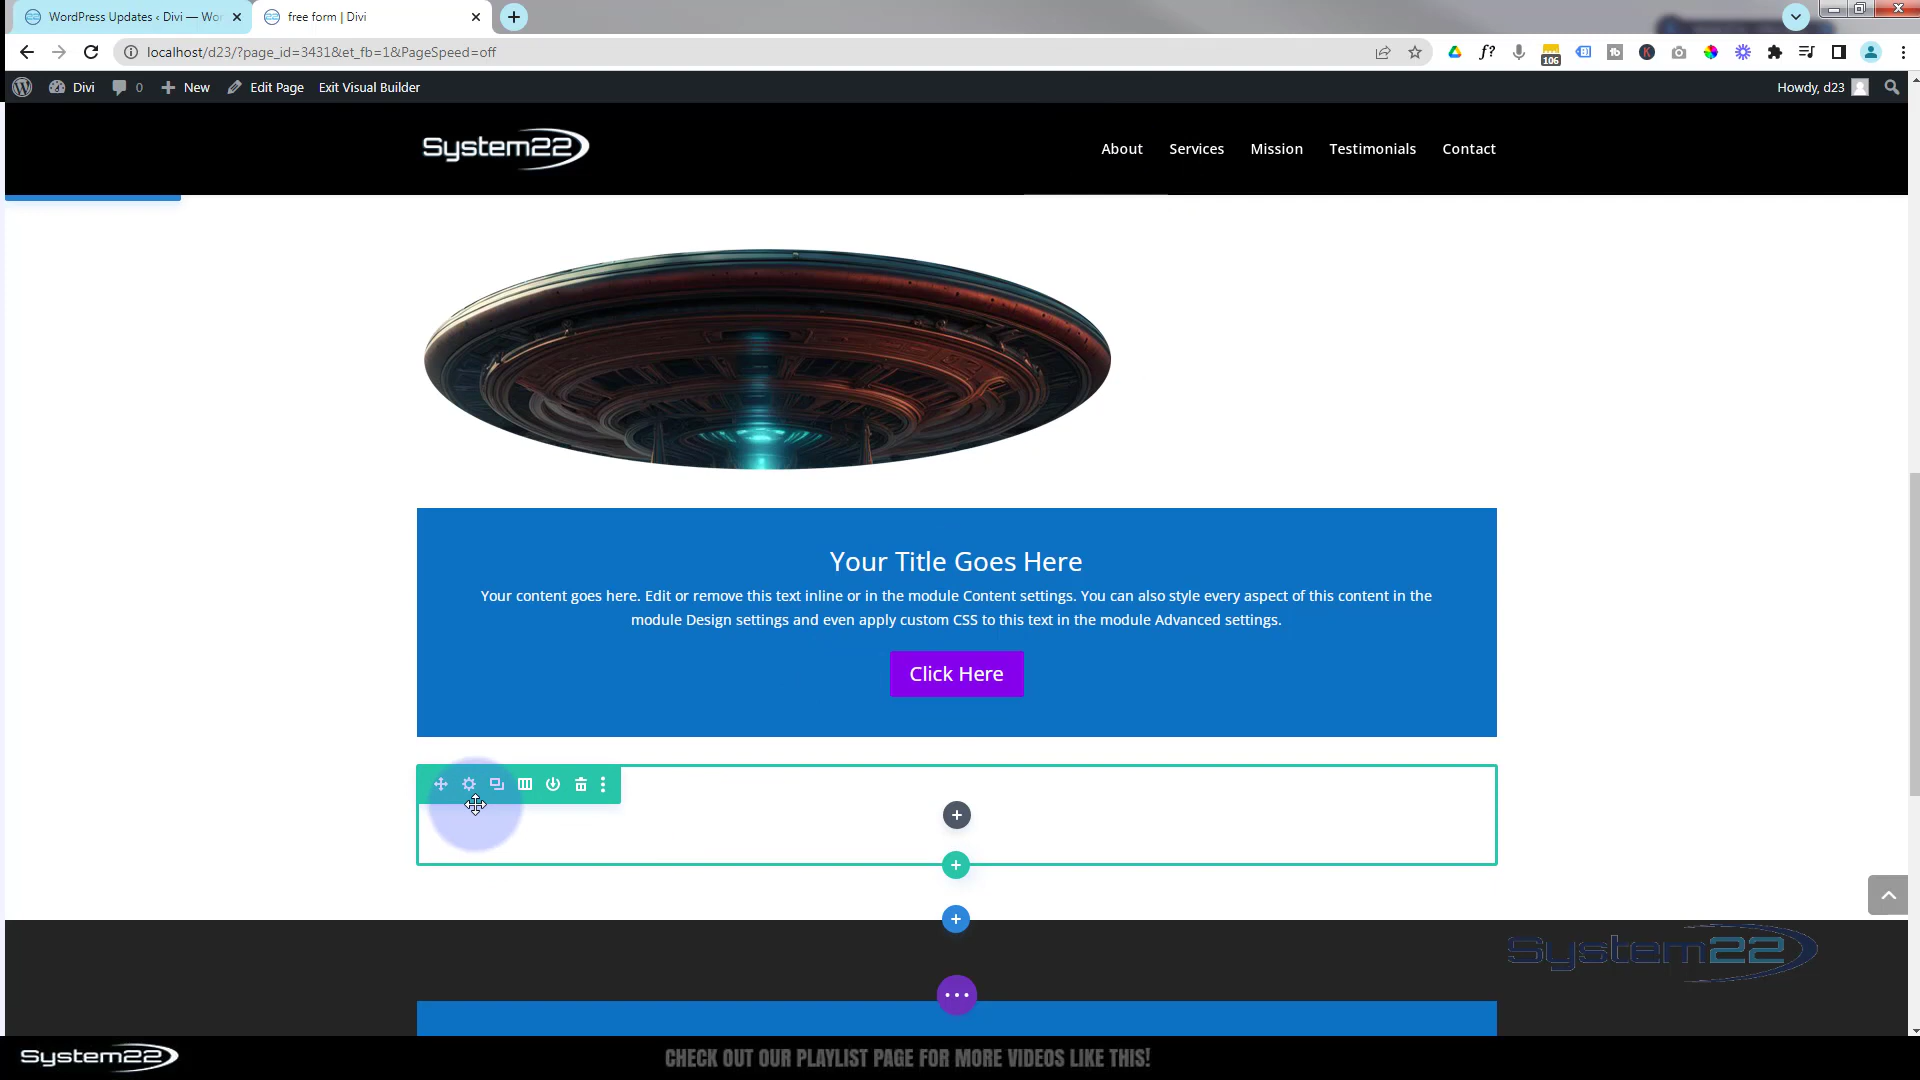 WordPress Updates ‹ Divi — Wor
free form | Divi
localhost/d23/?page_id=3431&et_fb=1&PageSpeed=off
f?
fb
K
106
Divi
0
New
Edit Page
Exit Visual Builder
Howdy, d23
System22
About
Services
Mission
Testimonials
Contact
Your Title Goes Here
Your content goes here. Edit or remove this text inline or in the module Content settings. You can also style every aspect of this content in the
module Design settings and even apply custom CSS to this text in the module Advanced settings.
Click Here
System22
System22
CHECK OUT OUR PLAYLIST PAGE FOR MORE VIDEOS LIKE THIS!